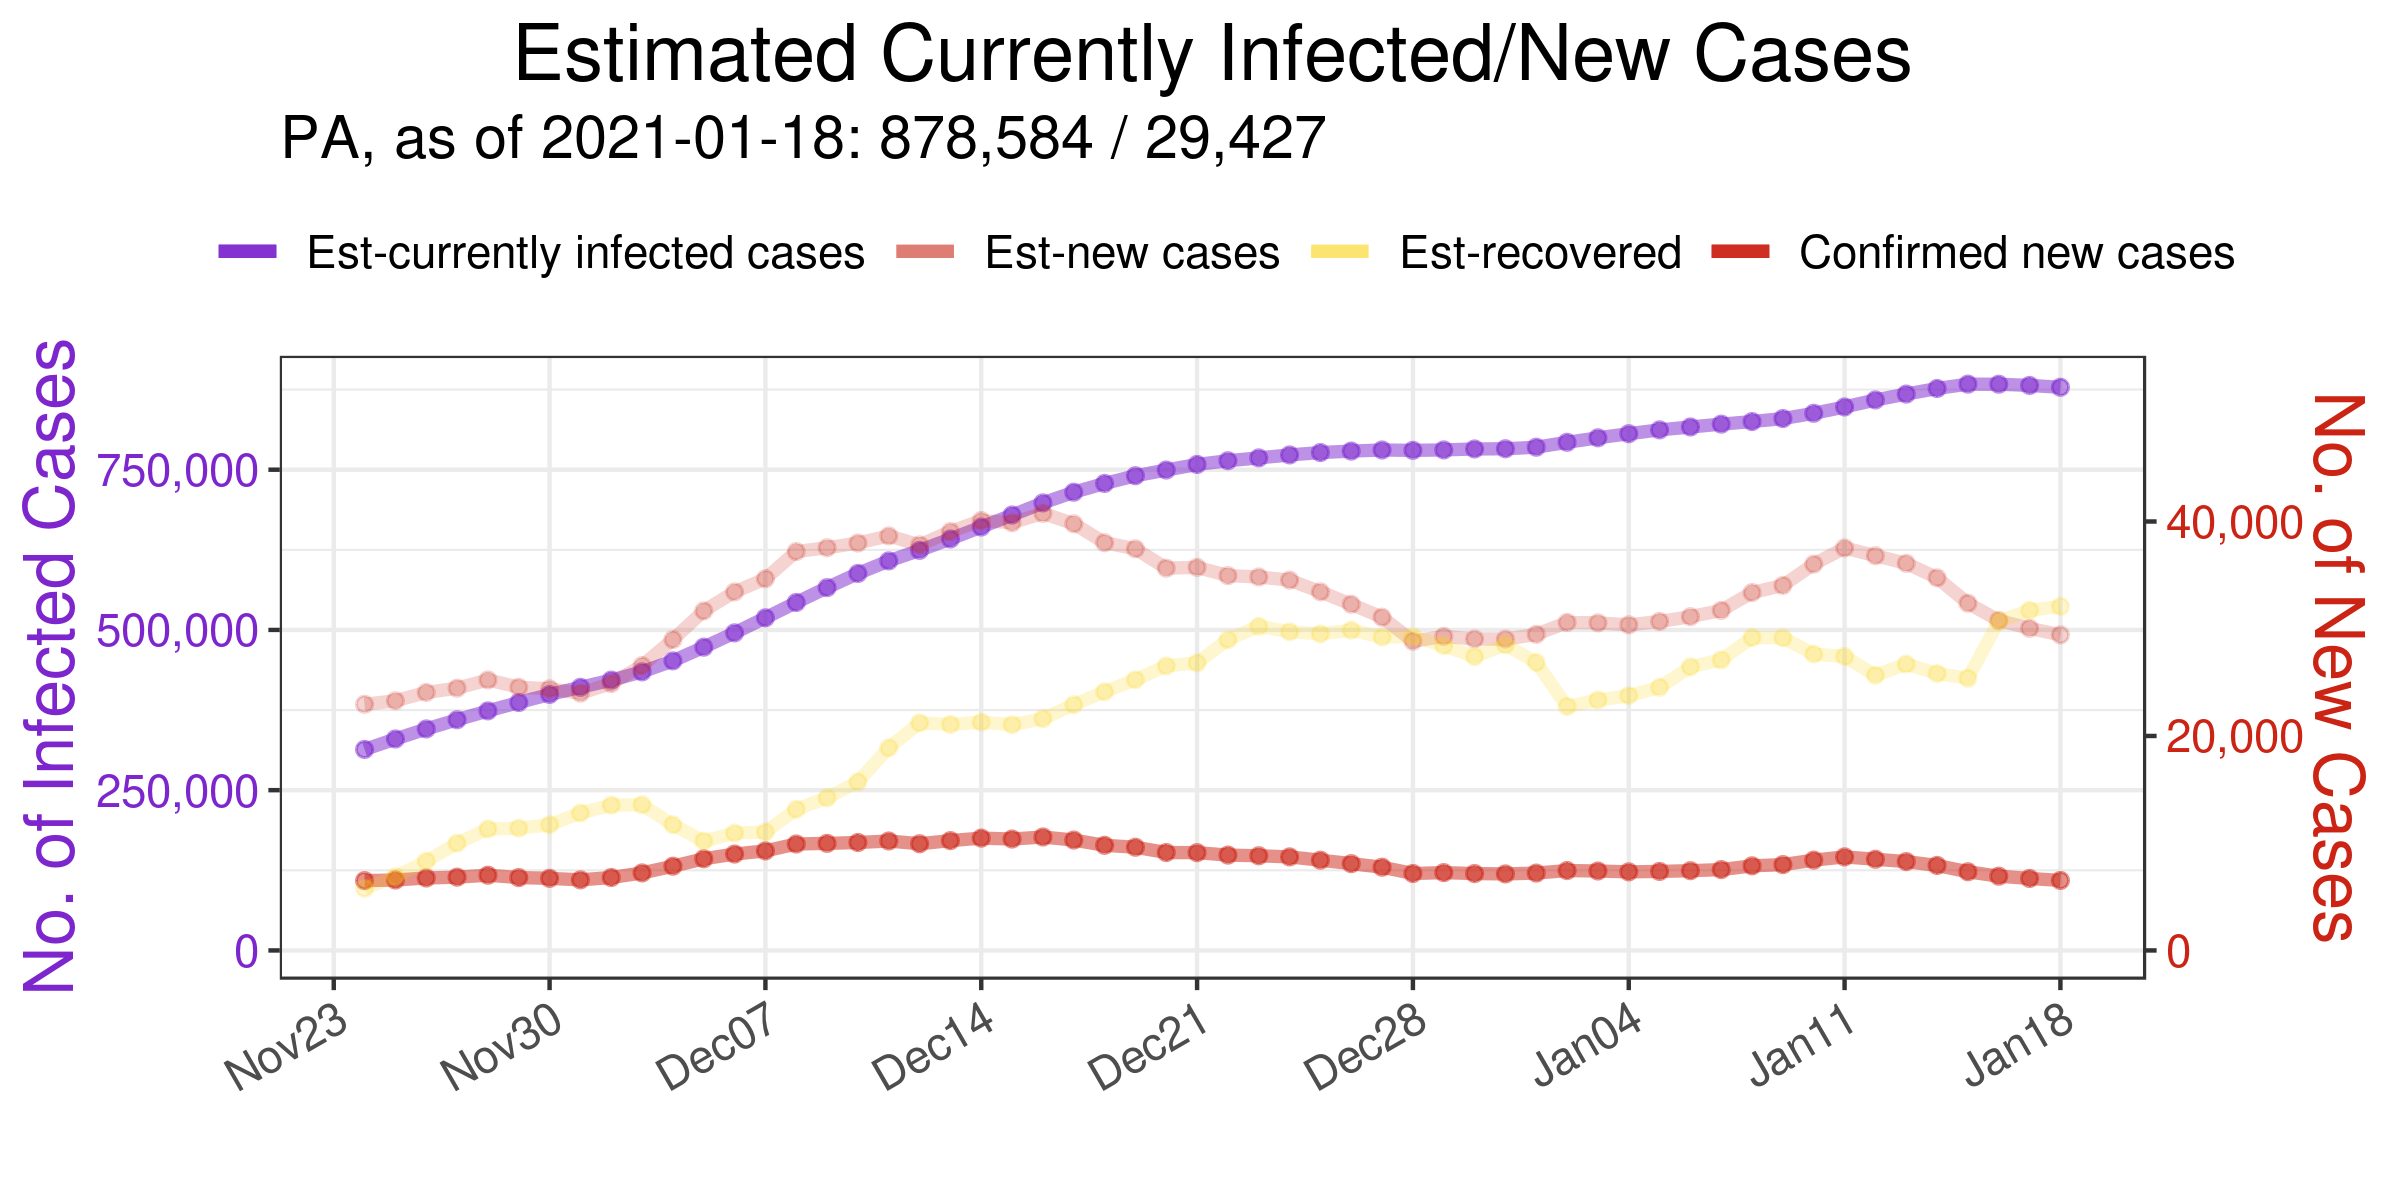 Estimated Currently Infected/New Cases
PA, as of 2021-01-18: 878,584 / 29,427
Est-currently infected cases Est-new cases Est-recovered Confirmed new cases
No. of Infected Cases
750,000
500,000
250,000
0
40,000
20,000
0
No. of New Cases
Nov23 Nov30 Dec07 Dec14 Dec21 Dec28 Jan04 Jan11 Jan18